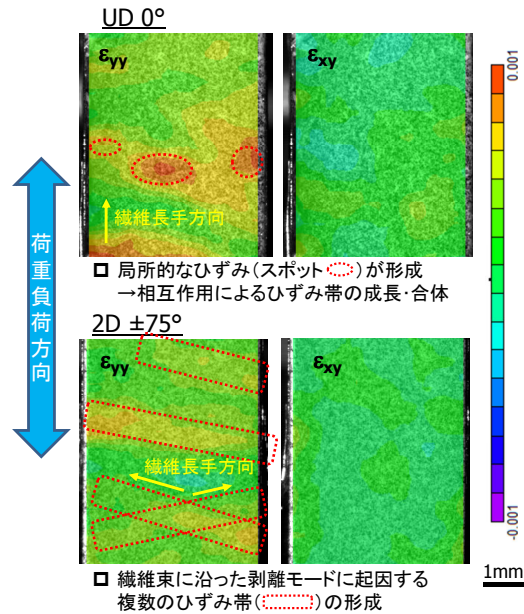 UD 0°
εyy
εxy
0.001
繊維長手方向
荷重負荷方向
局所的なひずみ(スポット )が形成
→相互作用によるひずみ帯の成長・合体
2D ±75°
εyy
εxy
繊維長手方向
-0.001
1mm
繊維束に沿った剥離モードに起因する
複数のひずみ帯( )の形成